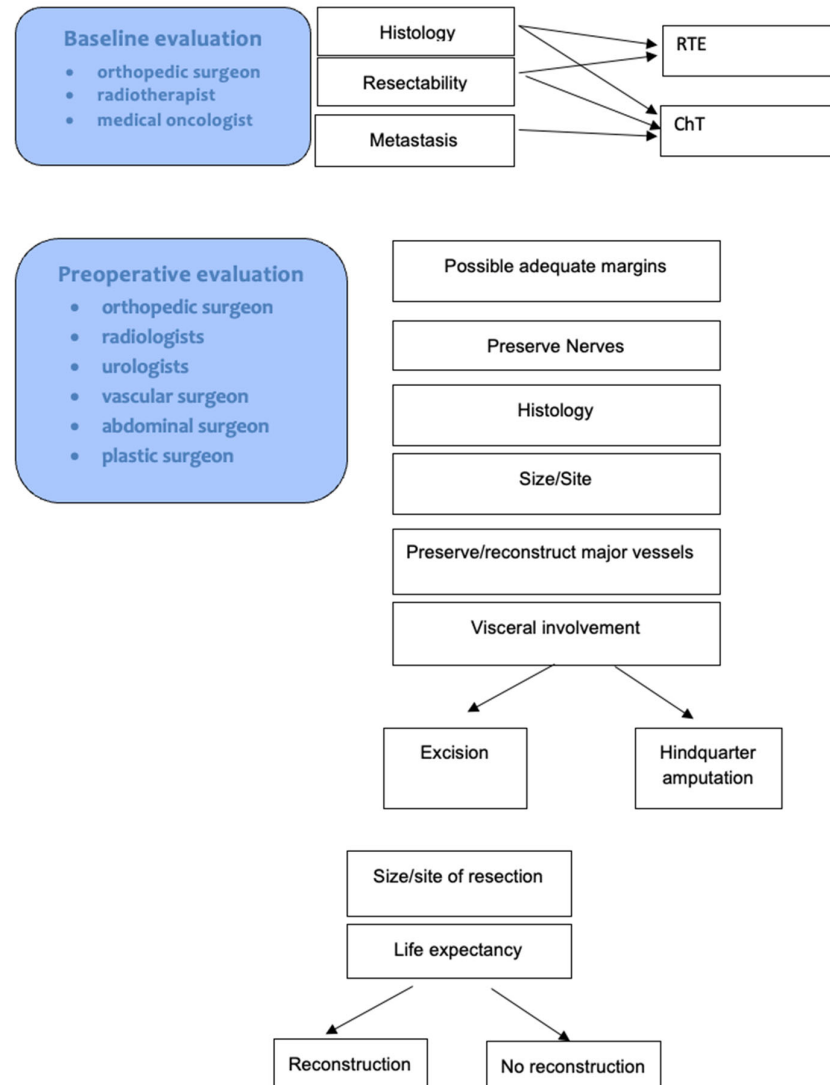 Baseline evaluation
• orthopedic surgeon
• radiotherapist
• medical oncologist
Histology
Resectability
Metastasis
RTE
ChT
Preoperative evaluation
• orthopedic surgeon
• radiologists
• urologists
• vascular surgeon
• abdominal surgeon
• plastic surgeon
Possible adequate margins
Preserve Nerves
Histology
Size/Site
Preserve/reconstruct major vessels
Visceral involvement
Excision
Hindquarter
amputation
Size/site of resection
Life expectancy
Reconstruction
No reconstruction